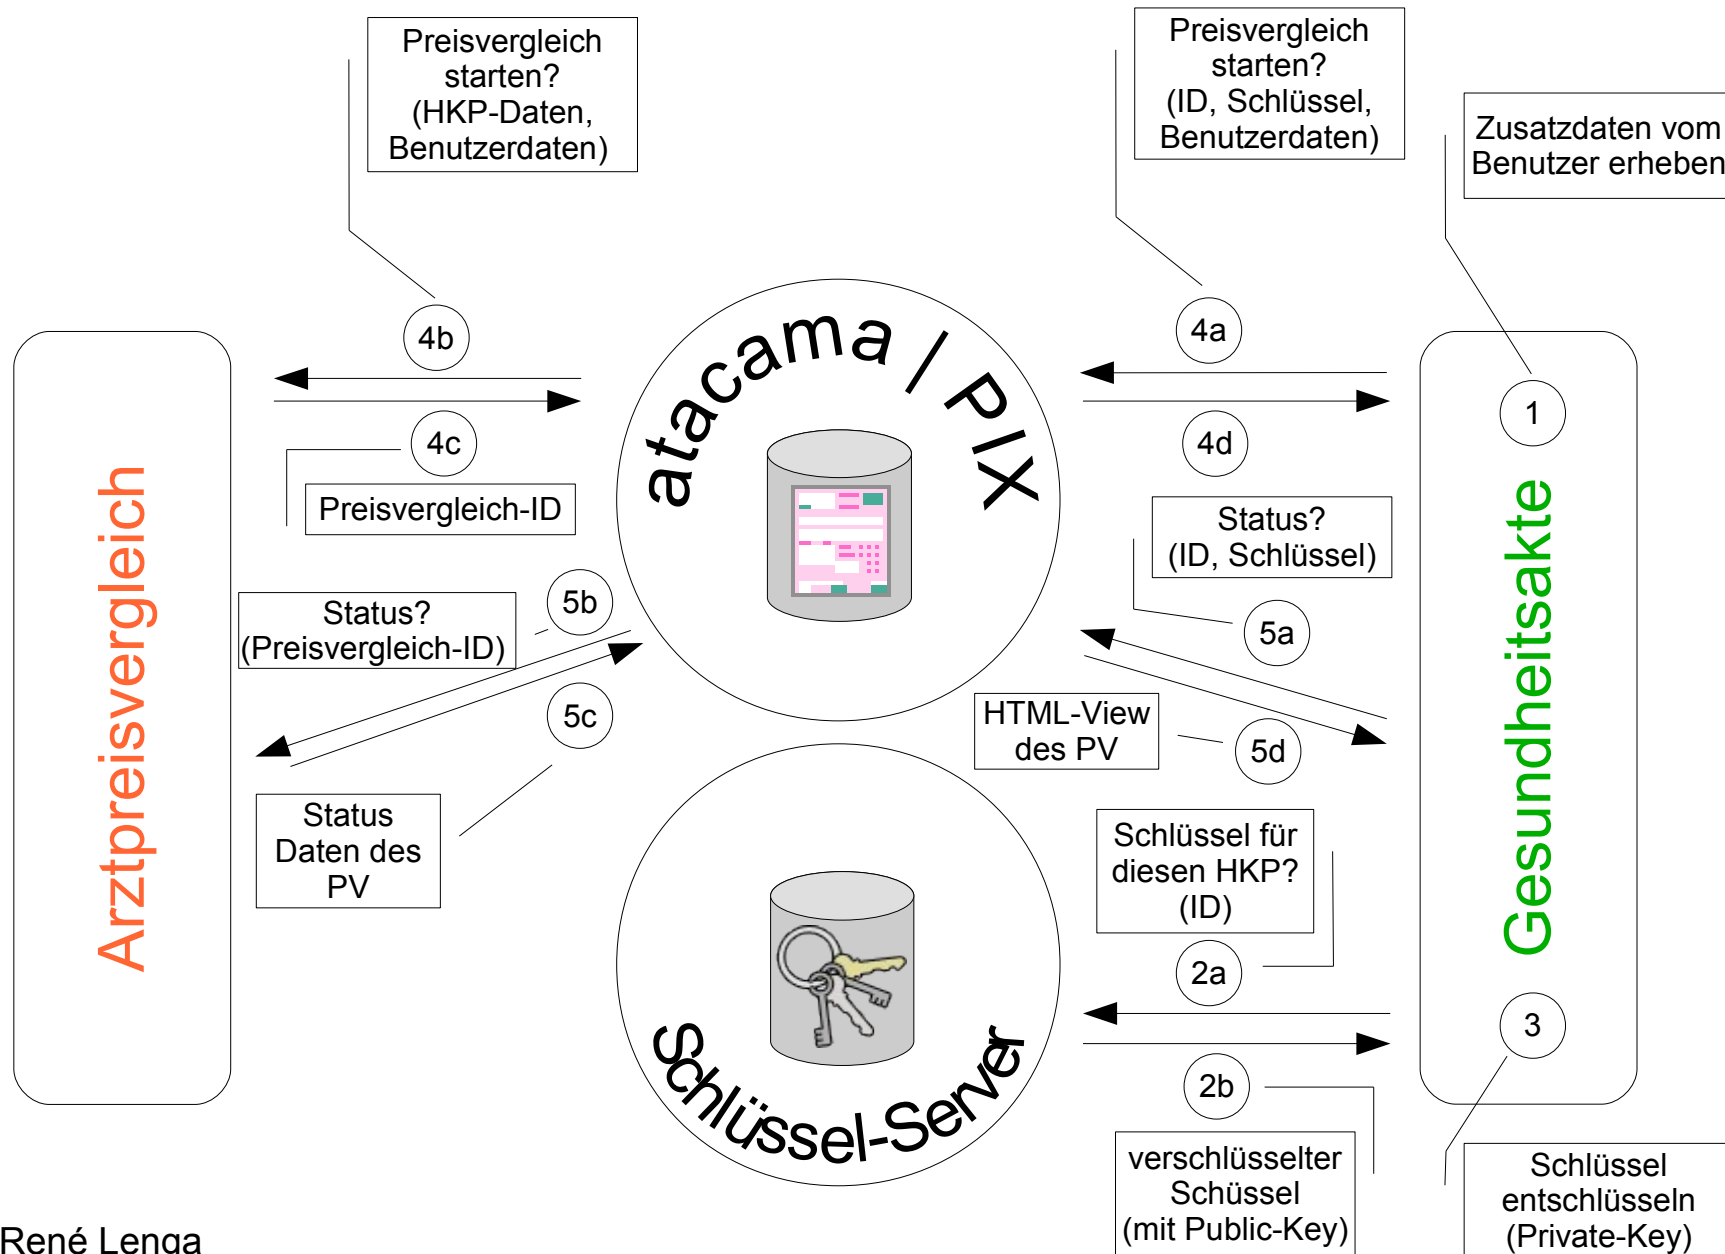 Preisvergleich
starten?
(HKP-Daten,
Benutzerdaten)
Preisvergleich
starten?
(ID, Schlüssel,
Benutzerdaten)
Zusatzdaten vom
Benutzer erheben
4b
4a
atacama | PIX
1
4c
4d
Preisvergleich-ID
Status?
(ID, Schlüssel)
Arztpreisvergleich
Gesundheitsakte
Status?
(Preisvergleich-ID)
5b
5a
5c
HTML-View
des PV
5d
Status
Daten des
PV
Schlüssel für
diesen HKP?
(ID)
2a
3
Schlüssel-Server
2b
verschlüsselter
Schüssel
(mit Public-Key)
Schlüssel
entschlüsseln
(Private-Key)
René Lenga